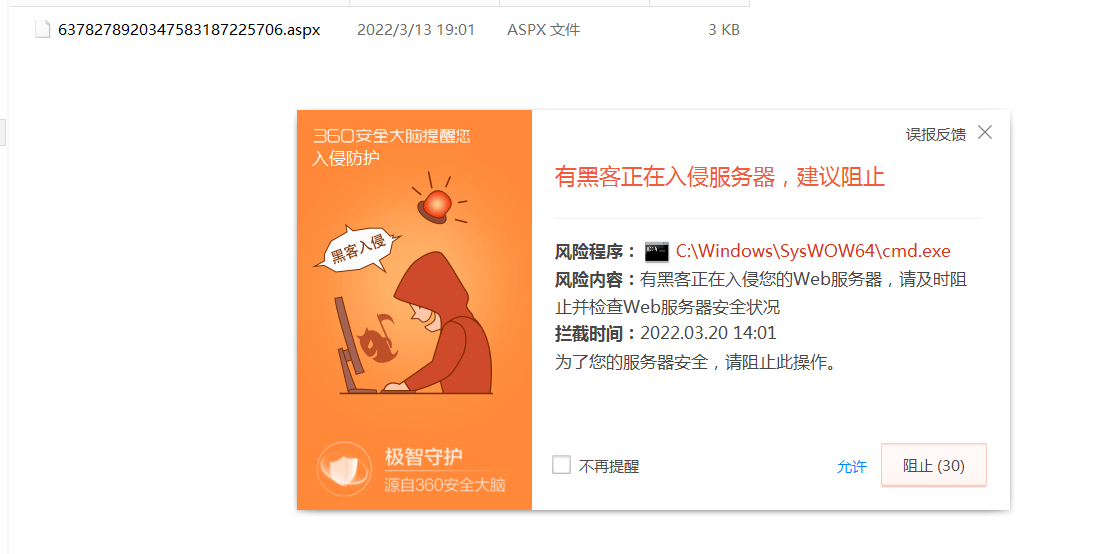 6378278920347583187225706.aspx 2022/3/13 19:01 ASPX 文件 3 KB
360安全大脑提醒您
入侵防护
黑客入侵
极智守护
源自360安全大脑
误报反馈
有黑客正在入侵服务器，建议阻止
风险程序： C:\Windows\SysWOW64\cmd.exe
风险内容：有黑客正在入侵您的Web服务器，请及时阻
止并检查Web服务器安全状况
拦截时间：2022.03.20 14:01
为了您的服务器安全，请阻止此操作。
不再提醒 允许 阻止 (30)